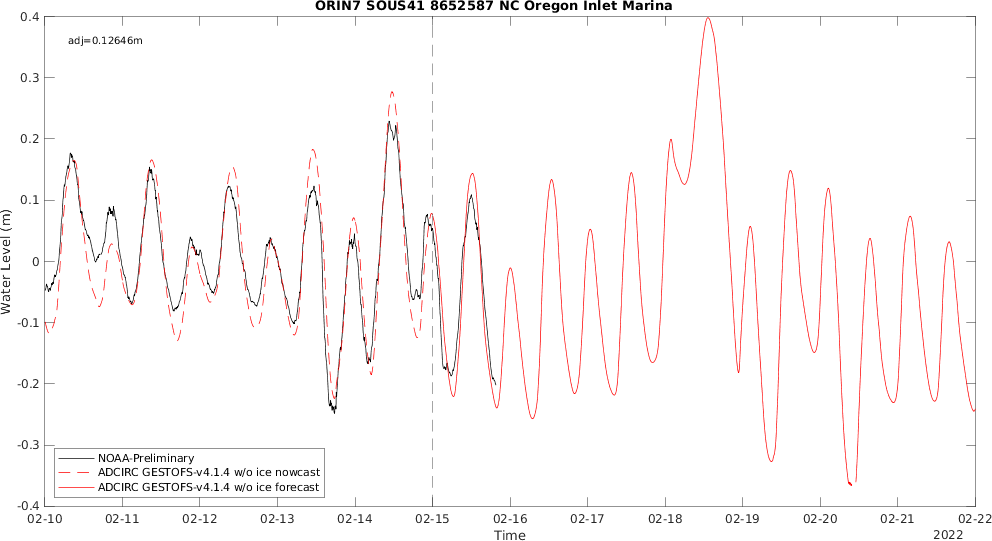 ORIN7 SOUS41 8652587 NC Oregon Inlet Marina
adj=0.12646m
0.4
0.3
0.2
0.1
0
-0.1
-0.2
-0.3
-0.4
Water Level (m)
NOAA-Preliminary
ADCIRC GESTOFS-v4.1.4 w/o ice nowcast
ADCIRC GESTOFS-v4.1.4 w/o ice forecast
02-10 02-11 02-12 02-13 02-14 02-15 02-16 02-17 02-18 02-19 02-20 02-21 02-22
Time
2022